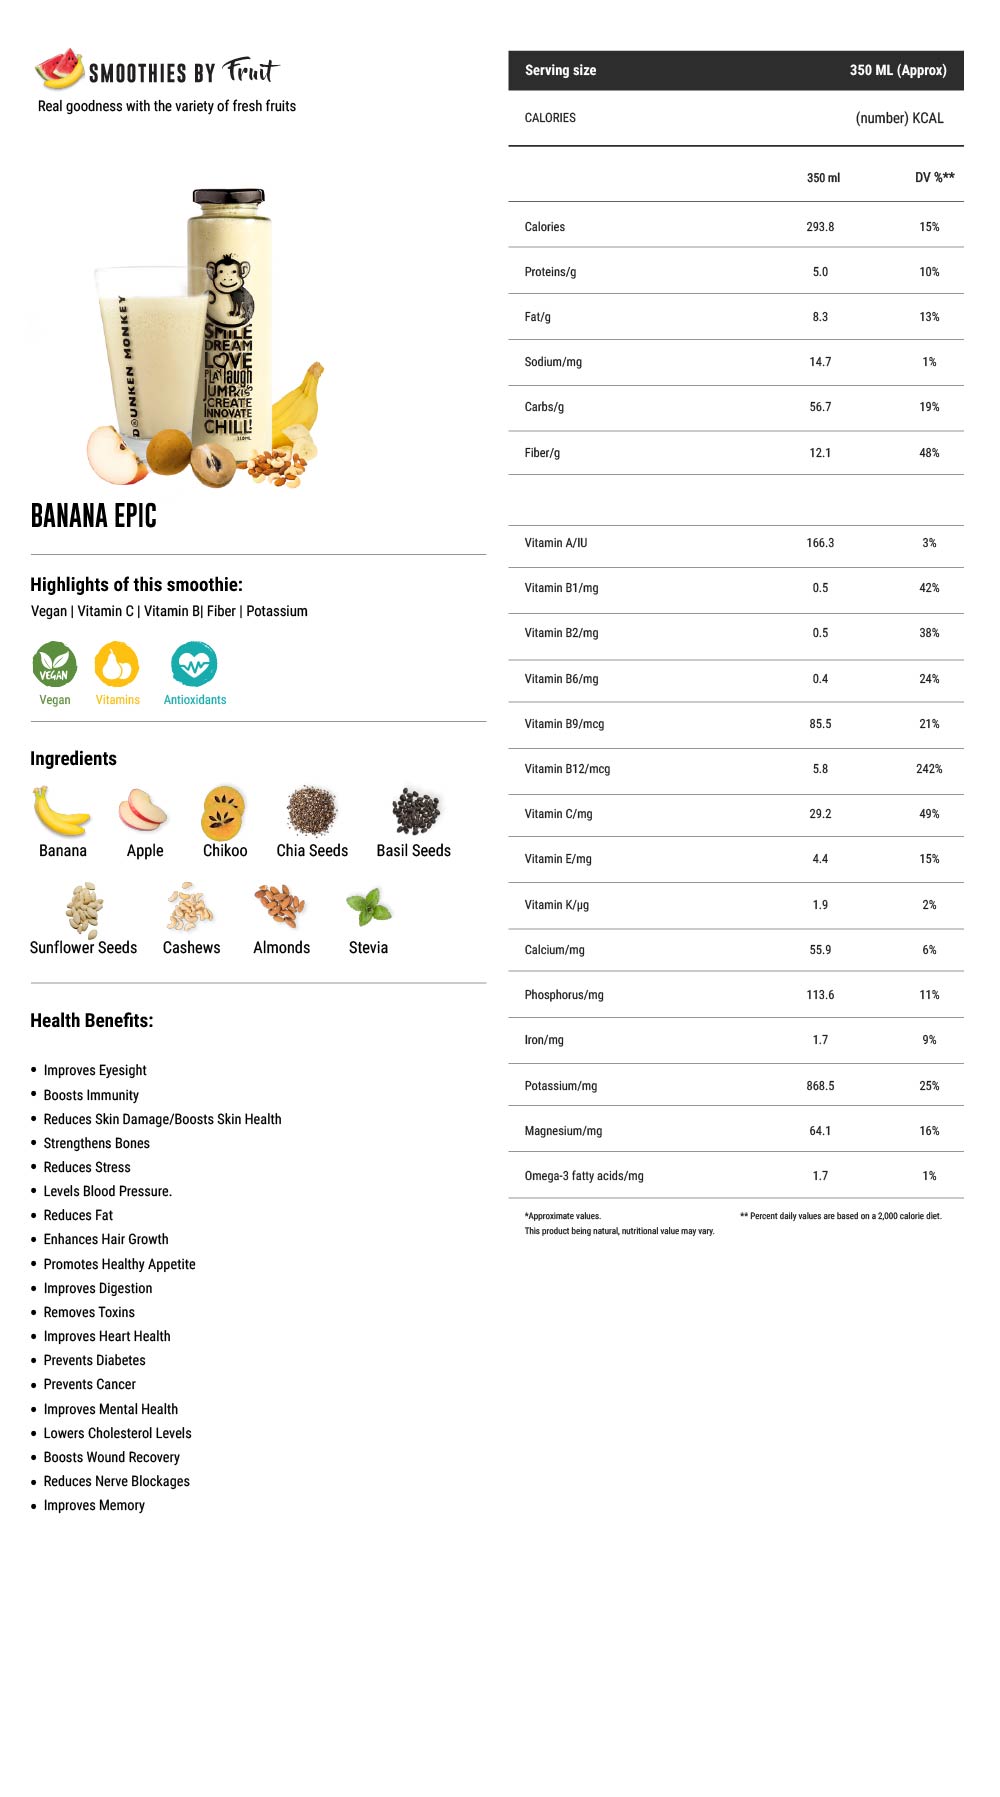 SMOOTHIES BY Fruit
Real goodness with the variety of fresh fruits
DRUNKEN MONKEY
SMILE
DREAM
LOVE
PLAY laugh
JUMP KISS
CREATE
INNOVATE
CHILL!
350ML
BANANA EPIC
Highlights of this smoothie:
Vegan | Vitamin C | Vitamin B| Fiber | Potassium
VEGAN
Vegan Vitamins Antioxidants
Ingredients
Banana Apple Chikoo Chia Seeds Basil Seeds
Sunflower Seeds Cashews Almonds Stevia
Health Benefits:
• Improves Eyesight
• Boosts Immunity
• Reduces Skin Damage/Boosts Skin Health
• Strengthens Bones
• Reduces Stress
• Levels Blood Pressure.
• Reduces Fat
• Enhances Hair Growth
• Promotes Healthy Appetite
• Improves Digestion
• Removes Toxins
• Improves Heart Health
• Prevents Diabetes
• Prevents Cancer
• Improves Mental Health
• Lowers Cholesterol Levels
• Boosts Wound Recovery
• Reduces Nerve Blockages
• Improves Memory
Serving size 350 ML (Approx)
CALORIES (number) KCAL
350 ml DV %**
Calories 293.8 15%
Proteins/g 5.0 10%
Fat/g 8.3 13%
Sodium/mg 14.7 1%
Carbs/g 56.7 19%
Fiber/g 12.1 48%
Vitamin A/IU 166.3 3%
Vitamin B1/mg 0.5 42%
Vitamin B2/mg 0.5 38%
Vitamin B6/mg 0.4 24%
Vitamin B9/mcg 85.5 21%
Vitamin B12/mcg 5.8 242%
Vitamin C/mg 29.2 49%
Vitamin E/mg 4.4 15%
Vitamin K/µg 1.9 2%
Calcium/mg 55.9 6%
Phosphorus/mg 113.6 11%
Iron/mg 1.7 9%
Potassium/mg 868.5 25%
Magnesium/mg 64.1 16%
Omega-3 fatty acids/mg 1.7 1%
*Approximate values. ** Percent daily values are based on a 2,000 calorie diet.
This product being natural, nutritional value may vary.